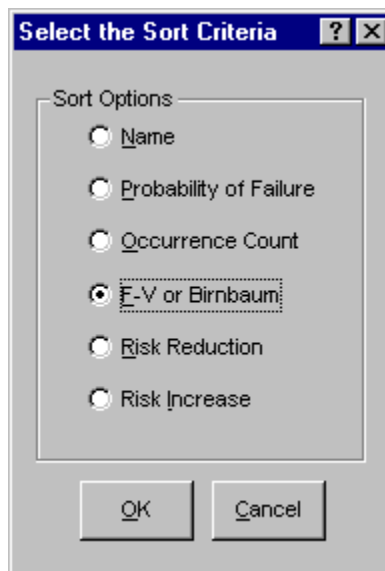 Select the Sort Criteria ? X
Sort Options
Name
Probability of Failure
Occurrence Count
F-V or Birnbaum
Risk Reduction
Risk Increase
OK Cancel